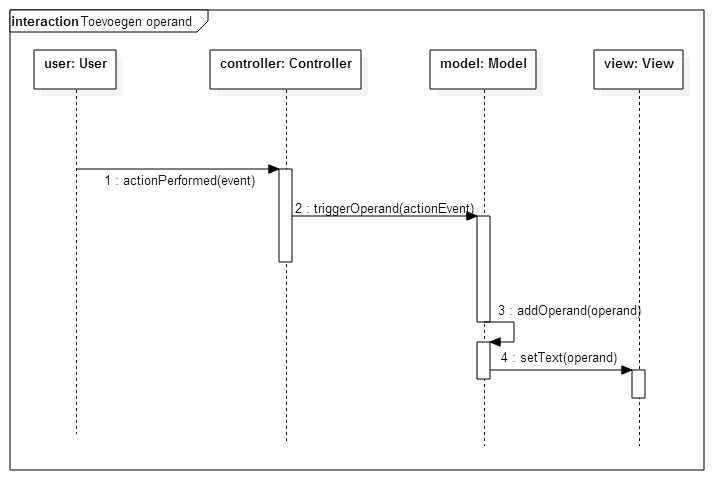 interaction Toevoegen operand
user: User
controller: Controller
model: Model
view: View
1 : actionPerformed(event)
2 : triggerOperand(actionEvent)
3 : addOperand(operand)
4 : setText(operand)